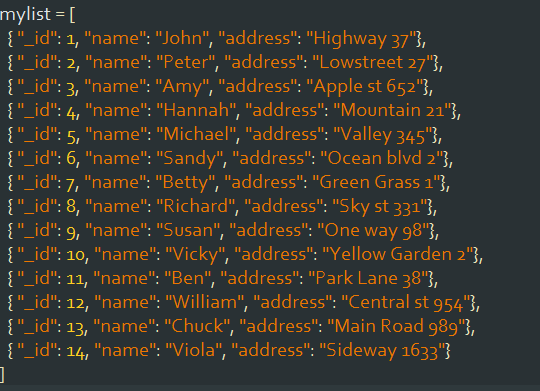 mylist = [
{ "_id": 1, "name": "John", "address": "Highway 37"},
{ "_id": 2, "name": "Peter", "address": "Lowstreet 27"},
{ "_id": 3, "name": "Amy", "address": "Apple st 652"},
{ "_id": 4, "name": "Hannah", "address": "Mountain 21"},
{ "_id": 5, "name": "Michael", "address": "Valley 345"},
{ "_id": 6, "name": "Sandy", "address": "Ocean blvd 2"},
{ "_id": 7, "name": "Betty", "address": "Green Grass 1"},
{ "_id": 8, "name": "Richard", "address": "Sky st 331"},
{ "_id": 9, "name": "Susan", "address": "One way 98"},
{ "_id": 10, "name": "Vicky", "address": "Yellow Garden 2"},
{ "_id": 11, "name": "Ben", "address": "Park Lane 38"},
{ "_id": 12, "name": "William", "address": "Central st 954"},
{ "_id": 13, "name": "Chuck", "address": "Main Road 989"},
{ "_id": 14, "name": "Viola", "address": "Sideway 1633"}
]